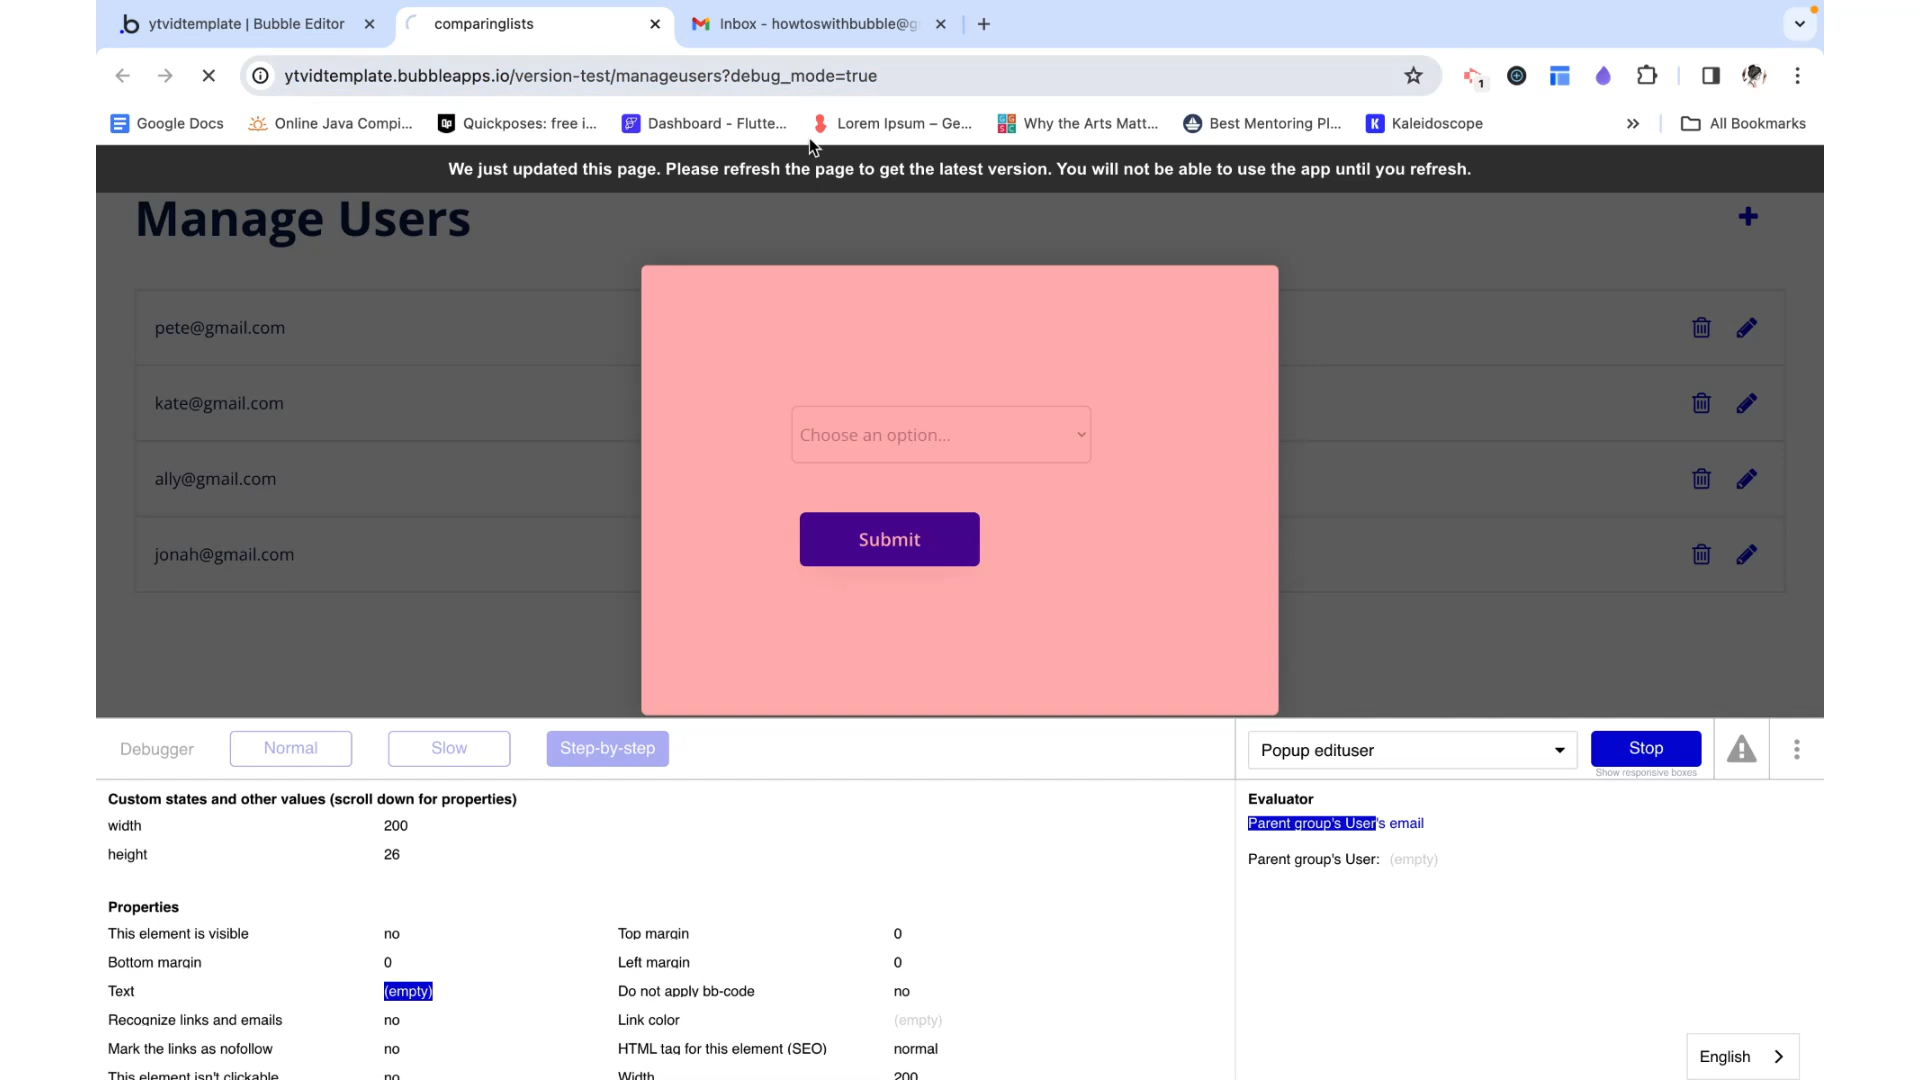 ytvidtemplate | Bubble Editor
comparinglists
Inbox - howtoswithbubble@g
ytvidtemplate.bubbleapps.io/version-test/manageusers?debug_mode=true
1
Google Docs
Online Java Compi...
Quickposes: free i...
Dashboard - Flutte...
Lorem Ipsum – Ge...
Why the Arts Matt...
Best Mentoring Pl...
Kaleidoscope
All Bookmarks
We just updated this page. Please refresh the page to get the latest version. You will not be able to use the app until you refresh.
Manage Users
pete@gmail.com
kate@gmail.com
ally@gmail.com
jonah@gmail.com
Choose an option...
Submit
Debugger
Normal
Slow
Step-by-step
Popup edituser
Stop
Show responsive boxes
Custom states and other values (scroll down for properties)
width 200
height 26
Properties
This element is visible no Top margin 0
Bottom margin 0 Left margin 0
Text (empty) Do not apply bb-code no
Recognize links and emails no Link color (empty)
Mark the links as nofollow no HTML tag for this element (SEO) normal
This element isn't clickable no Width 200
Evaluator
Parent group's User's email
Parent group's User: (empty)
English